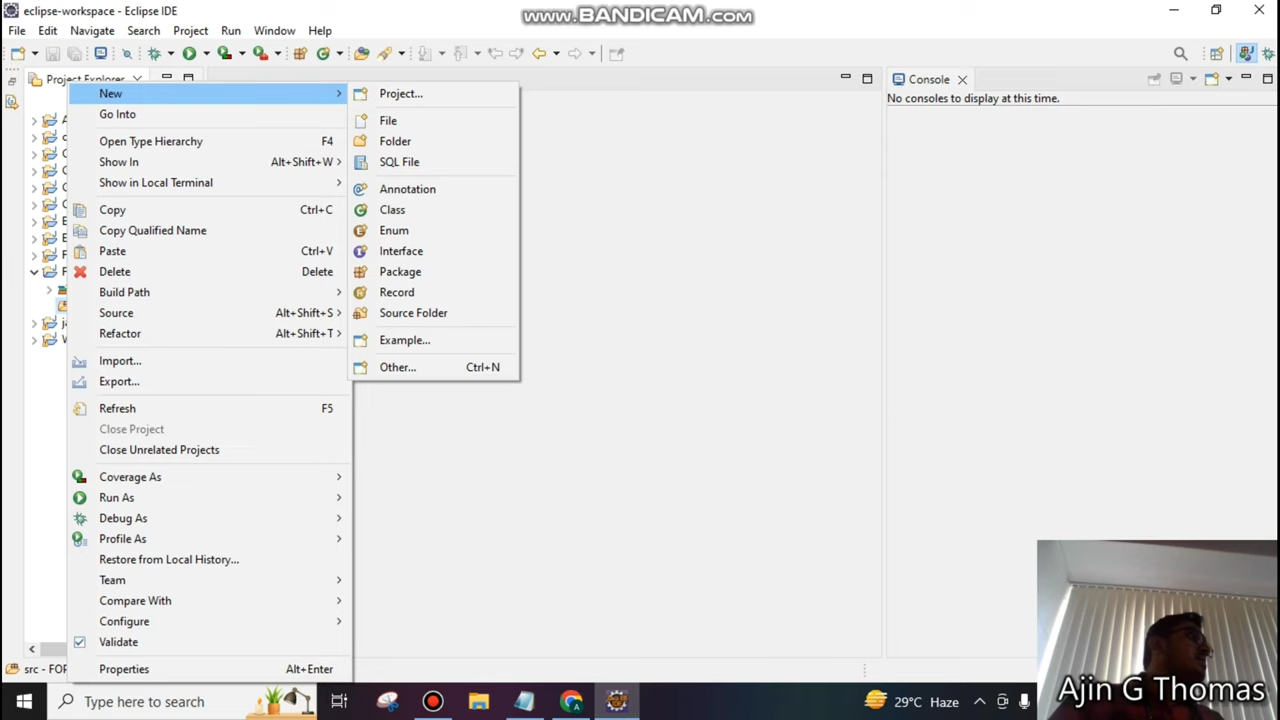 eclipse-workspace - Eclipse IDE
www.BANDICAM.com
File Edit Navigate Search Project Run Window Help
Project Explorer
Console
No consoles to display at this time.
New
Go Into
Open Type Hierarchy F4
Show In Alt+Shift+W
Show in Local Terminal
Copy Ctrl+C
Copy Qualified Name
Paste Ctrl+V
Delete Delete
Build Path
Source Alt+Shift+S
Refactor Alt+Shift+T
Import...
Export...
Refresh F5
Close Project
Close Unrelated Projects
Coverage As
Run As
Debug As
Profile As
Restore from Local History...
Team
Compare With
Configure
Validate
Properties Alt+Enter
Project...
File
Folder
SQL File
Annotation
Class
Enum
Interface
Package
Record
Source Folder
Example...
Other... Ctrl+N
src - FOR
Type here to search
29°C Haze
Ajin G Thomas